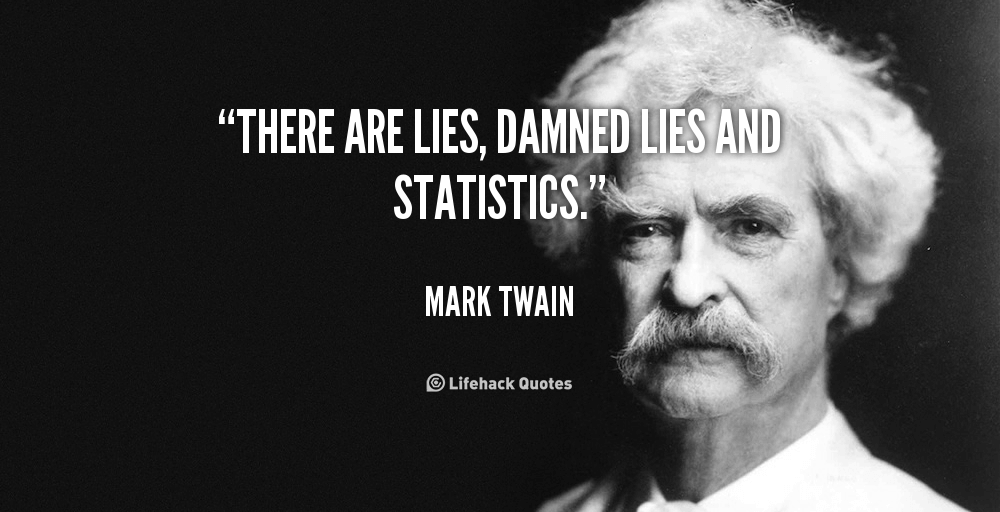 “THERE ARE LIES, DAMNED LIES AND
STATISTICS.”
MARK TWAIN
Lifehack Quotes